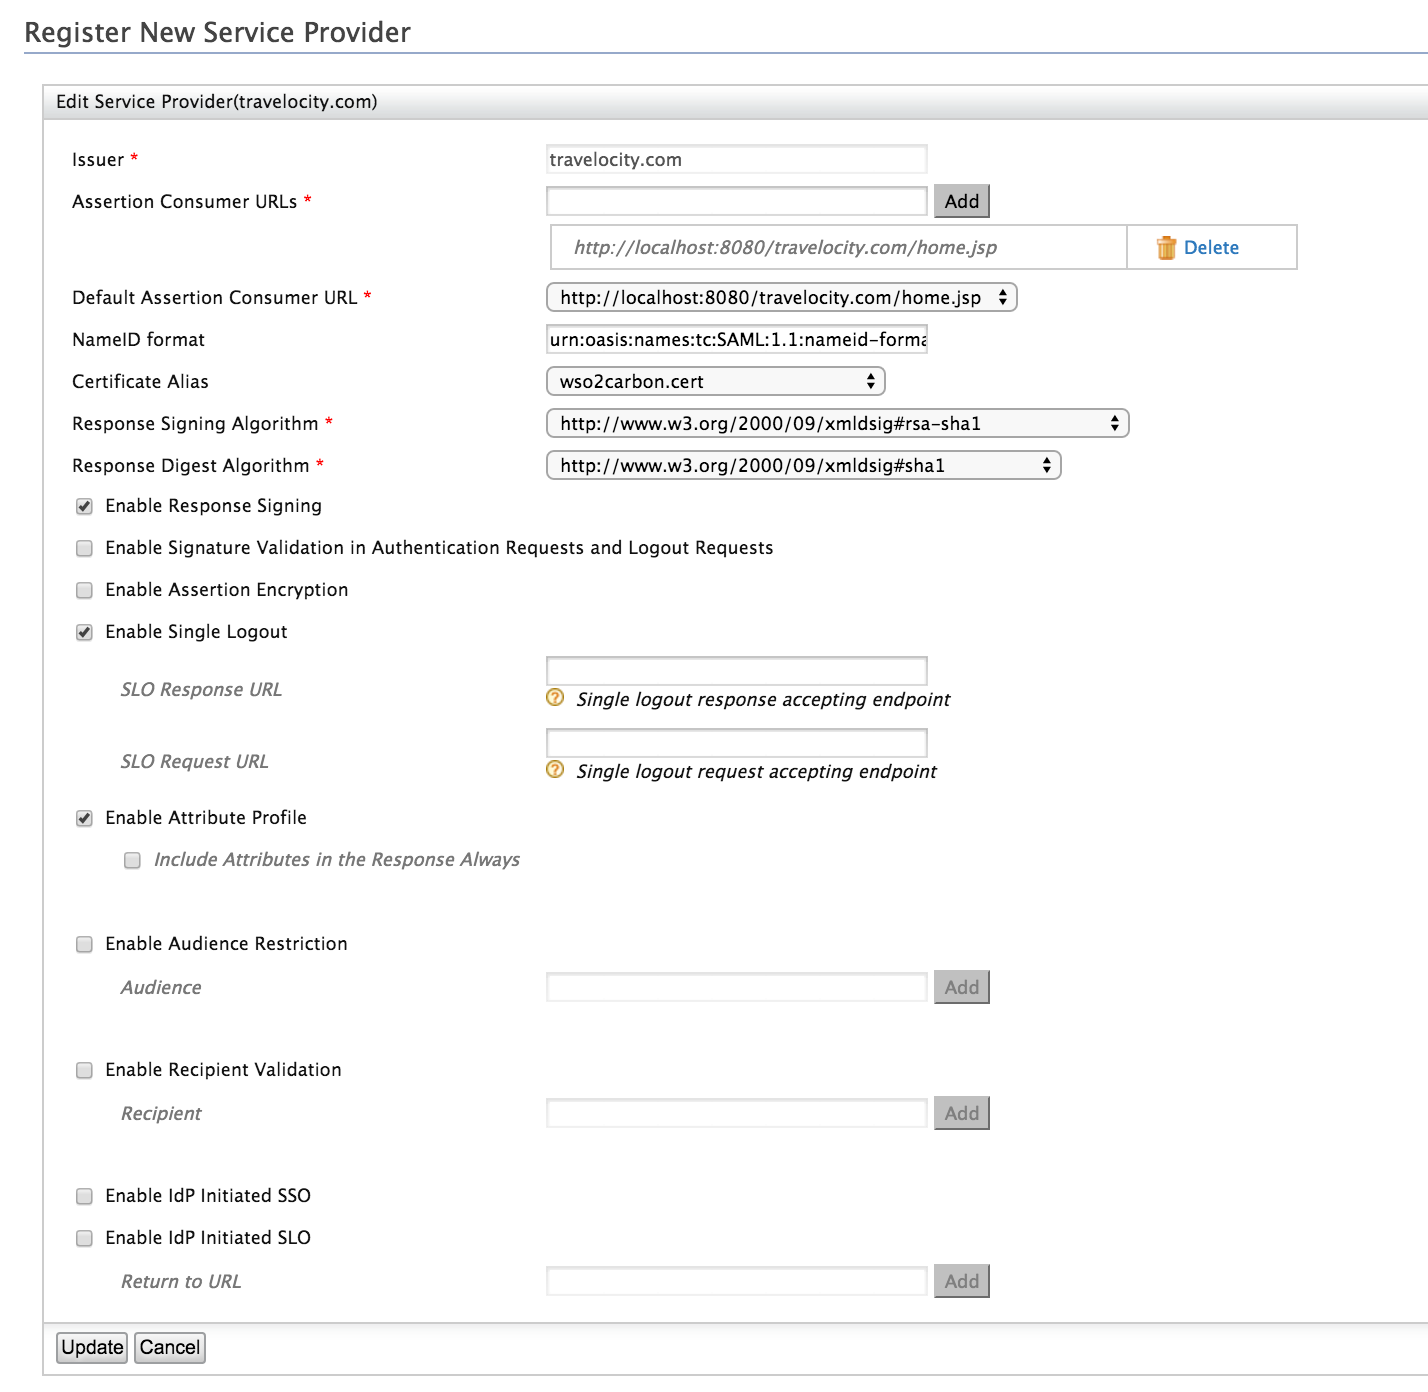 Register New Service Provider
Edit Service Provider(travelocity.com)
Issuer * travelocity.com
Assertion Consumer URLs * Add
http://localhost:8080/travelocity.com/home.jsp Delete
Default Assertion Consumer URL * http://localhost:8080/travelocity.com/home.jsp
NameID format urn:oasis:names:tc:SAML:1.1:nameid-forma
Certificate Alias wso2carbon.cert
Response Signing Algorithm * http://www.w3.org/2000/09/xmldsig#rsa-sha1
Response Digest Algorithm * http://www.w3.org/2000/09/xmldsig#sha1
Enable Response Signing
Enable Signature Validation in Authentication Requests and Logout Requests
Enable Assertion Encryption
Enable Single Logout
SLO Response URL
? Single logout response accepting endpoint
SLO Request URL
? Single logout request accepting endpoint
Enable Attribute Profile
Include Attributes in the Response Always
Enable Audience Restriction
Audience Add
Enable Recipient Validation
Recipient Add
Enable IdP Initiated SSO
Enable IdP Initiated SLO
Return to URL Add
Update Cancel